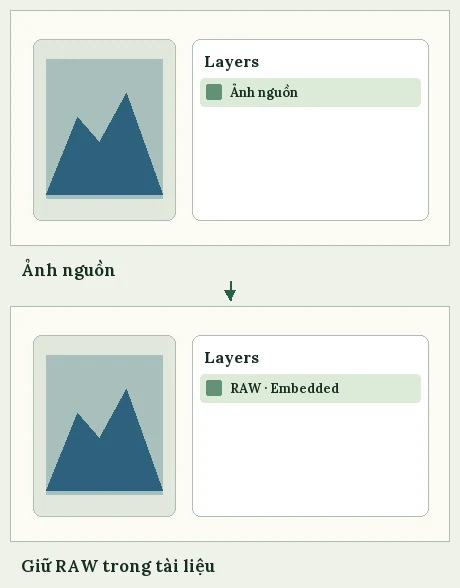 Layers
Ảnh nguồn
Ảnh nguồn
Layers
RAW · Embedded
Giữ RAW trong tài liệu